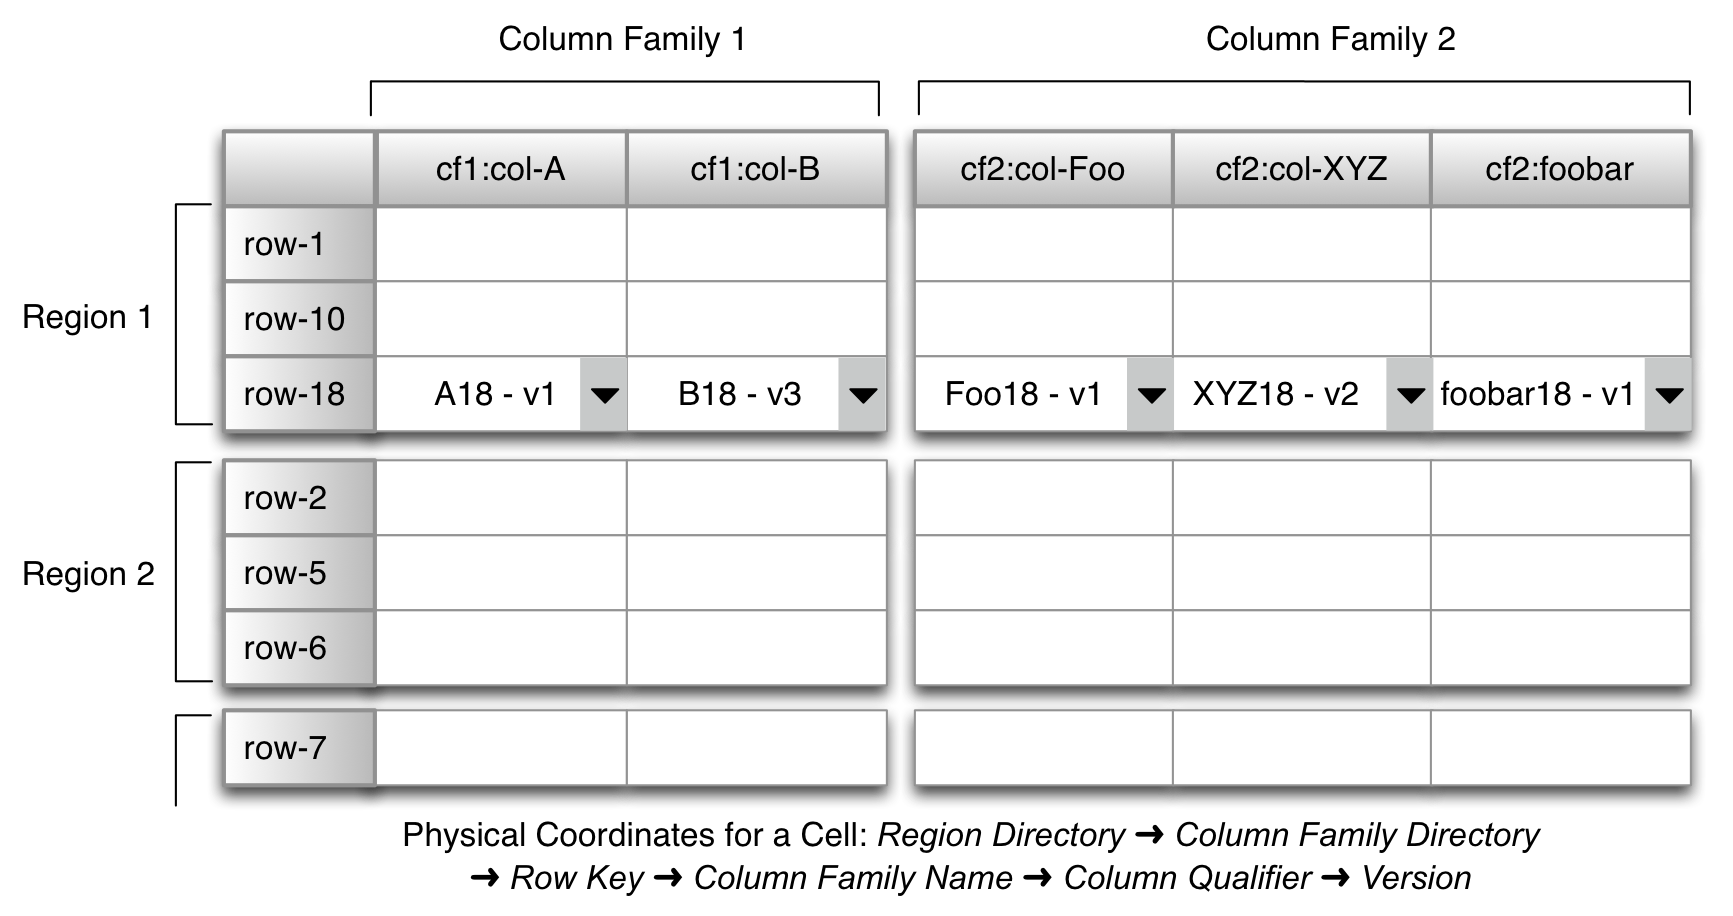 Column Family 1 Column Family 2
cf1:col-A cf1:col-B cf2:col-Foo cf2:col-XYZ cf2:foobar
row-1
Region 1
row-10
row-18 A18 - v1 B18 - v3 Foo18 - v1 XYZ18 - v2 foobar18 - v1
row-2
Region 2
row-5
row-6
row-7
Physical Coordinates for a Cell: Region Directory ➜ Column Family Directory
➜ Row Key ➜ Column Family Name ➜ Column Qualifier ➜ Version